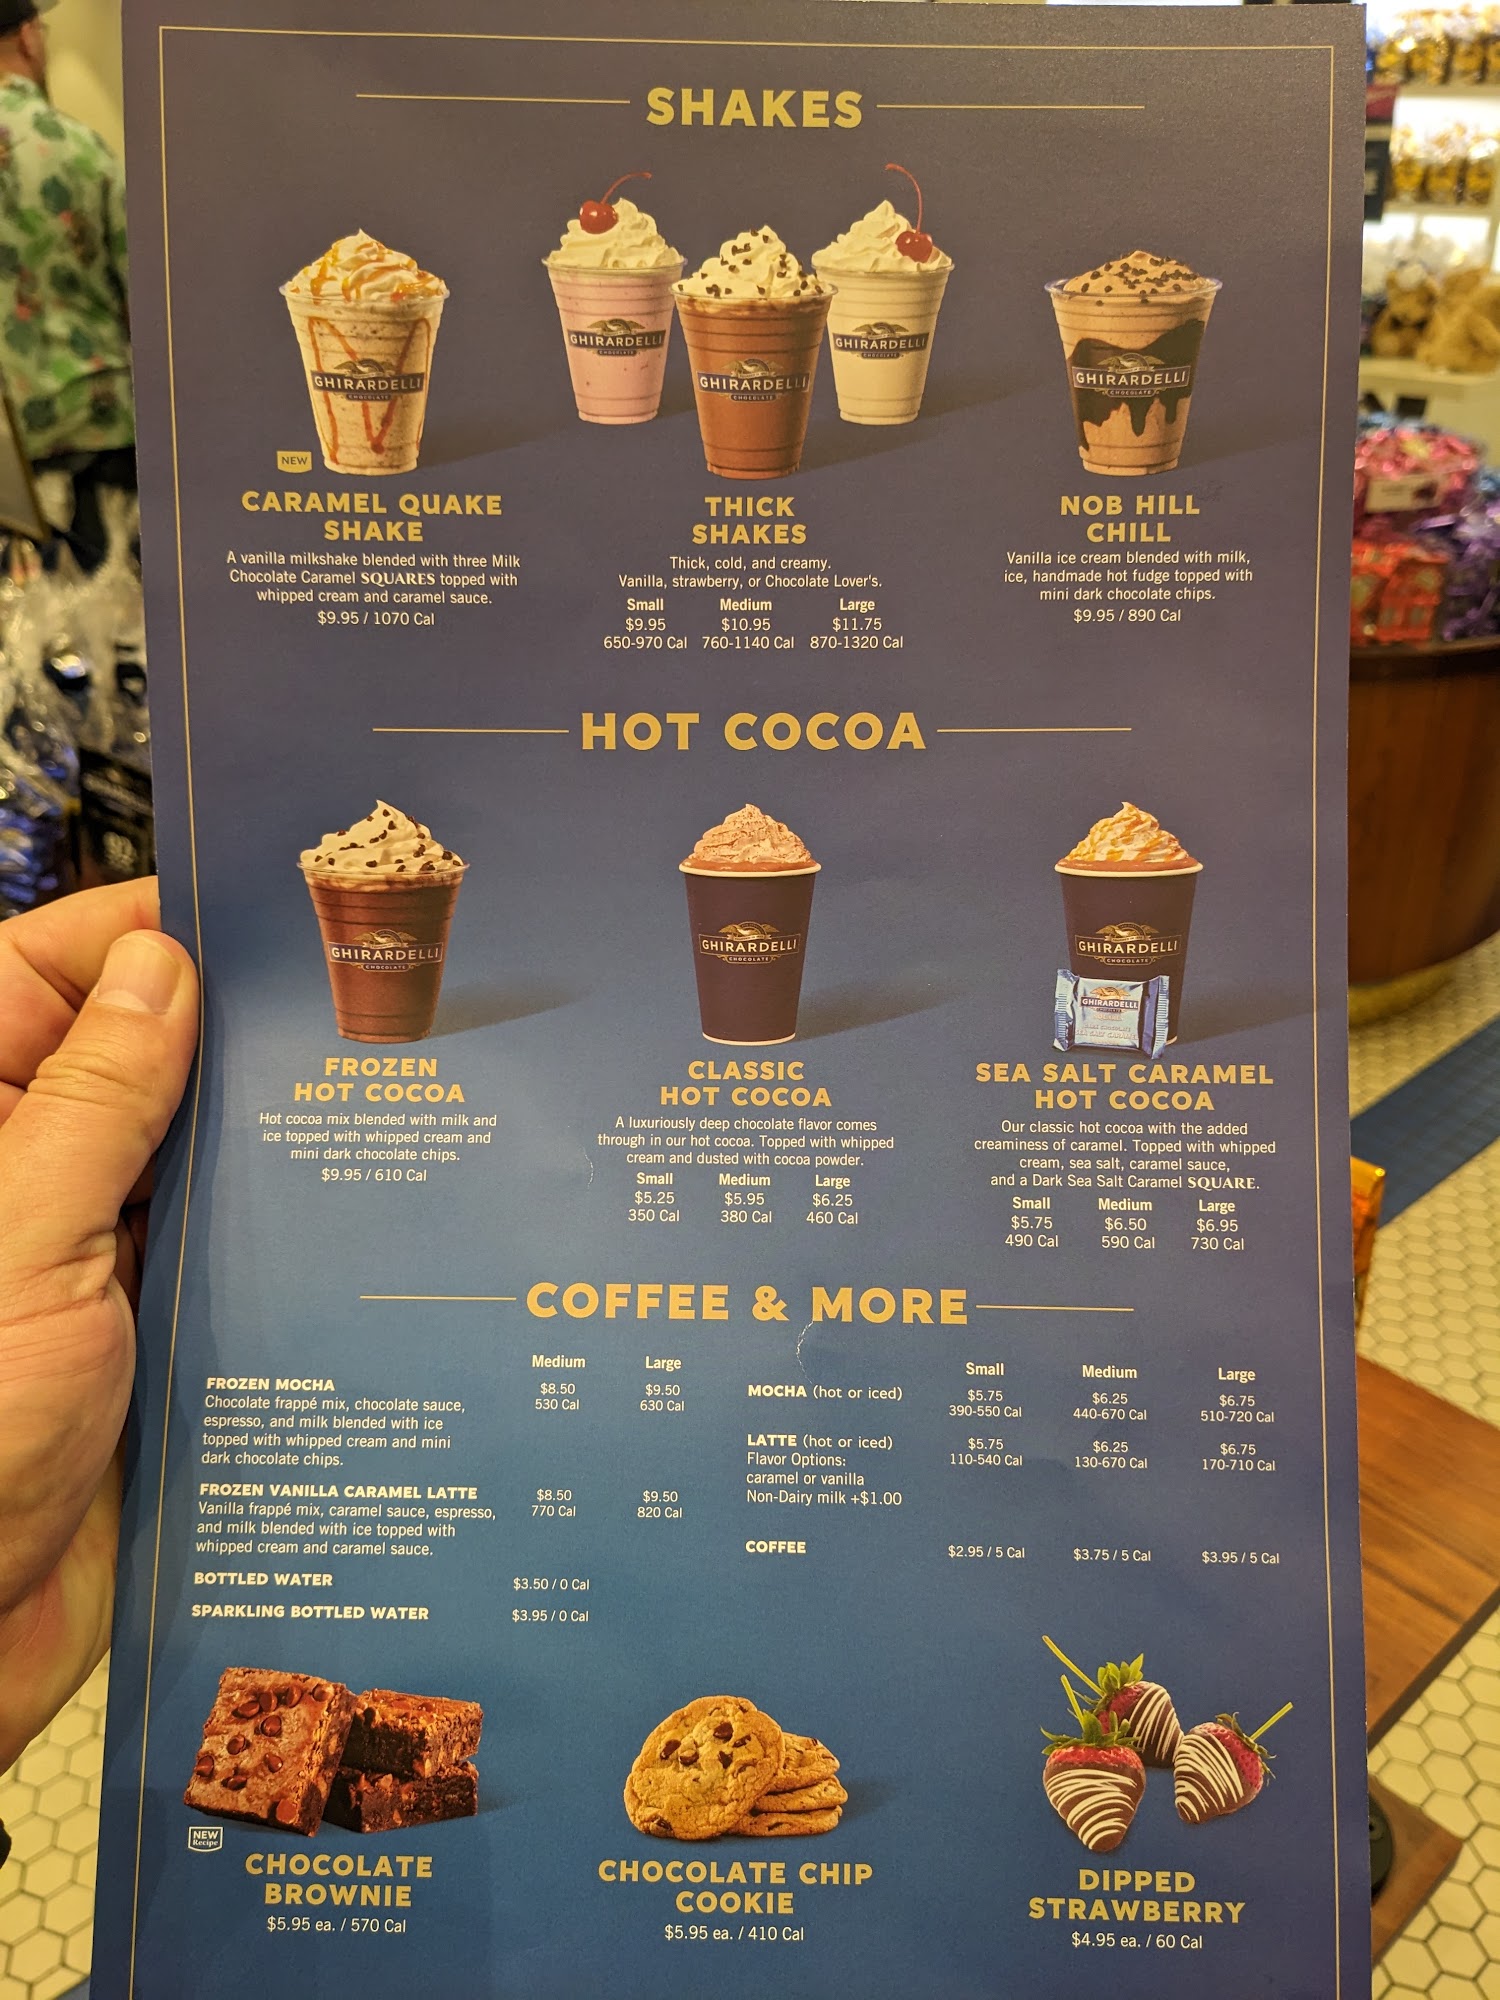 SHAKES
GHIRARDELLI
CHOCOLATE
GHIRARDELLI
CHOCOLATE
GHIRARDELLI
CHOCOLATE
GHIRARDELLI
CHOCOLATE
GHIRARDELLI
CHOCOLATE
NEW
CARAMEL QUAKE
SHAKE
A vanilla milkshake blended with three Milk
Chocolate Caramel SQUARES topped with
whipped cream and caramel sauce.
$9.95 / 1070 Cal
THICK
SHAKES
Thick, cold, and creamy.
Vanilla, strawberry, or Chocolate Lover's.
Small Medium Large
$9.95 $10.95 $11.75
650-970 Cal 760-1140 Cal 870-1320 Cal
NOB HILL
CHILL
Vanilla ice cream blended with milk,
ice, handmade hot fudge topped with
mini dark chocolate chips.
$9.95 / 890 Cal
HOT COCOA
GHIRARDELLI
CHOCOLATE
GHIRARDELLI
CHOCOLATE
GHIRARDELLI
CHOCOLATE
GHIRARDELLI
FROZEN
HOT COCOA
Hot cocoa mix blended with milk and
ice topped with whipped cream and
mini dark chocolate chips.
$9.95 / 610 Cal
CLASSIC
HOT COCOA
A luxuriously deep chocolate flavor comes
through in our hot cocoa. Topped with whipped
cream and dusted with cocoa powder.
Small Medium Large
$5.25 $5.95 $6.25
350 Cal 380 Cal 460 Cal
SEA SALT CARAMEL
HOT COCOA
Our classic hot cocoa with the added
creaminess of caramel. Topped with whipped
cream, sea salt, caramel sauce,
and a Dark Sea Salt Caramel SQUARE.
Small Medium Large
$5.75 $6.50 $6.95
490 Cal 590 Cal 730 Cal
COFFEE & MORE
Medium Large
FROZEN MOCHA $8.50 $9.50
Chocolate frappé mix, chocolate sauce, 530 Cal 630 Cal
espresso, and milk blended with ice
topped with whipped cream and mini
dark chocolate chips.
FROZEN VANILLA CARAMEL LATTE $8.50 $9.50
Vanilla frappé mix, caramel sauce, espresso, 770 Cal 820 Cal
and milk blended with ice topped with
whipped cream and caramel sauce.
BOTTLED WATER $3.50 / 0 Cal
SPARKLING BOTTLED WATER $3.95 / 0 Cal
Small Medium Large
MOCHA (hot or iced) $5.75 $6.25 $6.75
390-550 Cal 440-670 Cal 510-720 Cal
LATTE (hot or iced) $5.75 $6.25 $6.75
Flavor Options: 110-540 Cal 130-670 Cal 170-710 Cal
caramel or vanilla
Non-Dairy milk +$1.00
COFFEE $2.95 / 5 Cal $3.75 / 5 Cal $3.95 / 5 Cal
NEW
Recipe
CHOCOLATE
BROWNIE
$5.95 ea. / 570 Cal
CHOCOLATE CHIP
COOKIE
$5.95 ea. / 410 Cal
DIPPED
STRAWBERRY
$4.95 ea. / 60 Cal